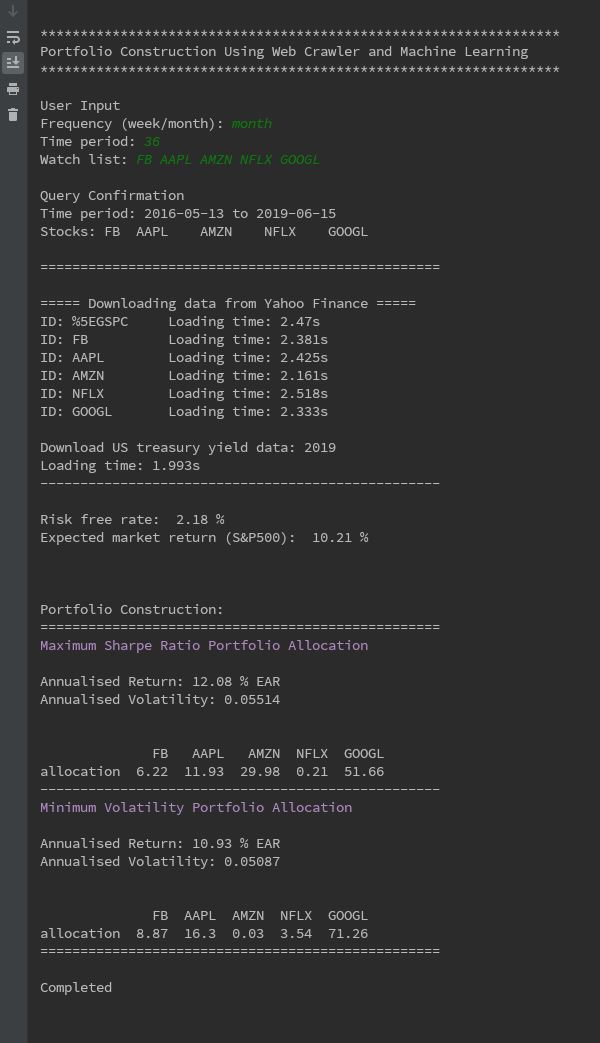 *****************************************************************
Portfolio Construction Using Web Crawler and Machine Learning
*****************************************************************
User Input
Frequency (week/month): month
Time period: 36
Watch list: FB AAPL AMZN NFLX GOOGL
Query Confirmation
Time period: 2016-05-13 to 2019-06-15
Stocks: FB  AAPL    AMZN    NFLX    GOOGL
==================================================
===== Downloading data from Yahoo Finance =====
ID: %5EGSPC     Loading time: 2.47s
ID: FB          Loading time: 2.381s
ID: AAPL        Loading time: 2.425s
ID: AMZN        Loading time: 2.161s
ID: NFLX        Loading time: 2.518s
ID: GOOGL       Loading time: 2.333s
Download US treasury yield data: 2019
Loading time: 1.993s
--------------------------------------------------
Risk free rate:  2.18 %
Expected market return (S&P500):  10.21 %
Portfolio Construction:
==================================================
Maximum Sharpe Ratio Portfolio Allocation
Annualised Return: 12.08 % EAR
Annualised Volatility: 0.05514
              FB   AAPL   AMZN  NFLX  GOOGL
allocation  6.22  11.93  29.98  0.21  51.66
--------------------------------------------------
Minimum Volatility Portfolio Allocation
Annualised Return: 10.93 % EAR
Annualised Volatility: 0.05087
              FB  AAPL  AMZN  NFLX  GOOGL
allocation  8.87  16.3  0.03  3.54  71.26
==================================================
Completed